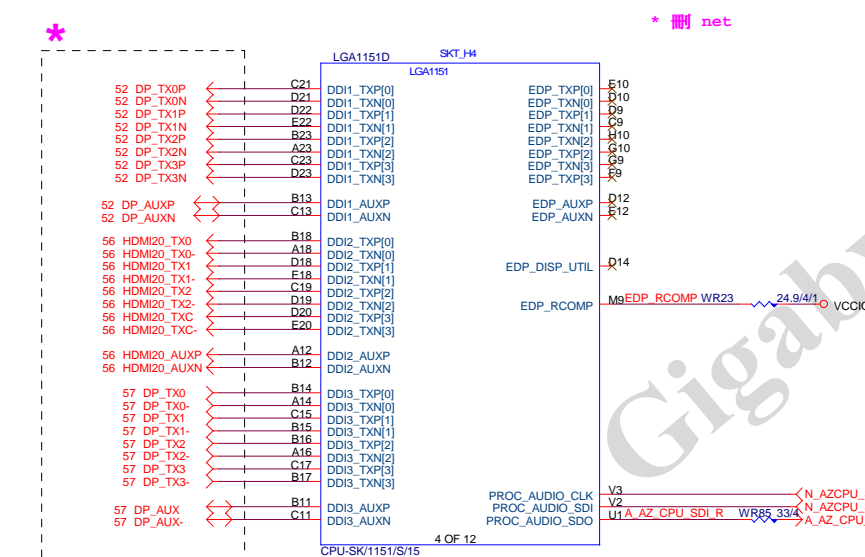 * 刪 net
*
LGA1151D SKT_H4
LGA1151
52 DP_TX0P C21 DDI1_TXP[0] EDP_TXP[0] E10
52 DP_TX0N D21 DDI1_TXN[0] EDP_TXN[0] D10
52 DP_TX1P D22 DDI1_TXP[1] EDP_TXP[1] D9
52 DP_TX1N E22 DDI1_TXN[1] EDP_TXN[1] C9
52 DP_TX2P B23 DDI1_TXP[2] EDP_TXN[2] H10
52 DP_TX2N A23 DDI1_TXN[2] EDP_TXP[2] G10
52 DP_TX3P C23 DDI1_TXP[3] EDP_TXN[3] G9
52 DP_TX3N D23 DDI1_TXN[3] EDP_TXP[3] F9
52 DP_AUXP B13 DDI1_AUXP EDP_AUXP D12
52 DP_AUXN C13 DDI1_AUXN EDP_AUXN E12
56 HDMI20_TX0 B18 DDI2_TXP[0]
56 HDMI20_TX0- A18 DDI2_TXN[0]
56 HDMI20_TX1 D18 DDI2_TXP[1] EDP_DISP_UTIL D14
56 HDMI20_TX1- E18 DDI2_TXN[1]
56 HDMI20_TX2 C19 DDI2_TXP[2]
56 HDMI20_TX2- D19 DDI2_TXN[2] EDP_RCOMP M9 EDP_RCOMP WR23 24.9/4/1 VCCIO
56 HDMI20_TXC D20 DDI2_TXP[3]
56 HDMI20_TXC- E20 DDI2_TXN[3]
56 HDMI20_AUXP A12 DDI2_AUXP
56 HDMI20_AUXN B12 DDI2_AUXN
57 DP_TX0 B14 DDI3_TXP[0]
57 DP_TX0- A14 DDI3_TXN[0]
57 DP_TX1 C15 DDI3_TXP[1]
57 DP_TX1- B15 DDI3_TXN[1]
57 DP_TX2 B16 DDI3_TXP[2]
57 DP_TX2- A16 DDI3_TXN[2]
57 DP_TX3 C17 DDI3_TXP[3]
57 DP_TX3- B17 DDI3_TXN[3]
PROC_AUDIO_CLK V3 N_AZCPU_
57 DP_AUX B11 DDI3_AUXP PROC_AUDIO_SDI V2 N_AZCPU_
57 DP_AUX- C11 DDI3_AUXN PROC_AUDIO_SDO U1 A_AZ_CPU_SDI_R WR85 33/4 A_AZ_CPU_
4 OF 12
CPU-SK/1151/S/15
Gigaby